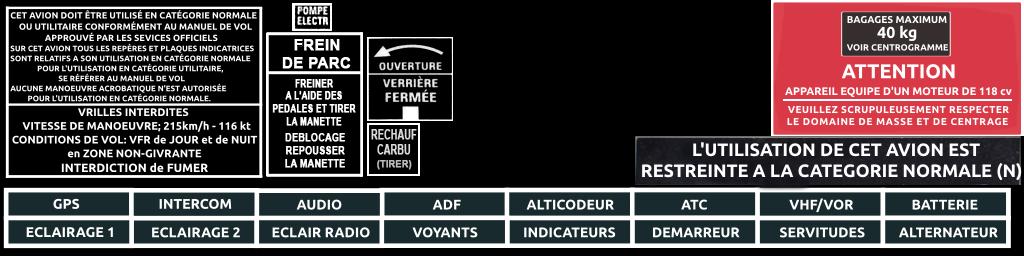 CET AVION DOIT ÊTRE UTILISÉ EN CATÉGORIE NORMALE
OU UTILITAIRE CONFORMÉMENT AU MANUEL DE VOL
APPROUVÉ PAR LES SEVICES OFFICIELS
SUR CET AVION TOUS LES REPÈRES ET PLAQUES INDICATRICES
SONT RELATIFS A SON UTILISATION EN CATÉGORIE NORMALE
POUR L'UTILISATION EN CATÉGORIE UTILITAIRE,
SE RÉFÉRER AU MANUEL DE VOL
AUCUNE MANOEUVRE ACROBATIQUE N'EST AUTORISÉE
POUR L'UTILISATION EN CATÉGORIE NORMALE.
VRILLES INTERDITES
VITESSE DE MANOEUVRE; 215km/h - 116 kt
CONDITIONS DE VOL: VFR de JOUR et de NUIT
en ZONE NON-GIVRANTE
INTERDICTION de FUMER
POMPE
ELECTR
FREIN
DE PARC
FREINER
A L'AIDE DES
PEDALES ET TIRER
LA MANETTE
DEBLOCAGE
REPOUSSER
LA MANETTE
OUVERTURE
VERRIÈRE
FERMÉE
RECHAUF
CARBU
(TIRER)
BAGAGES MAXIMUM
40 kg
VOIR CENTROGRAMME
ATTENTION
APPAREIL EQUIPE D'UN MOTEUR DE 118 cv
VEUILLEZ SCRUPULEUSEMENT RESPECTER
LE DOMAINE DE MASSE ET DE CENTRAGE
L'UTILISATION DE CET AVION EST
RESTREINTE A LA CATEGORIE NORMALE (N)
GPS INTERCOM AUDIO ADF ALTICODEUR ATC VHF/VOR BATTERIE
ECLAIRAGE 1 ECLAIRAGE 2 ECLAIR RADIO VOYANTS INDICATEURS DEMARREUR SERVITUDES ALTERNATEUR